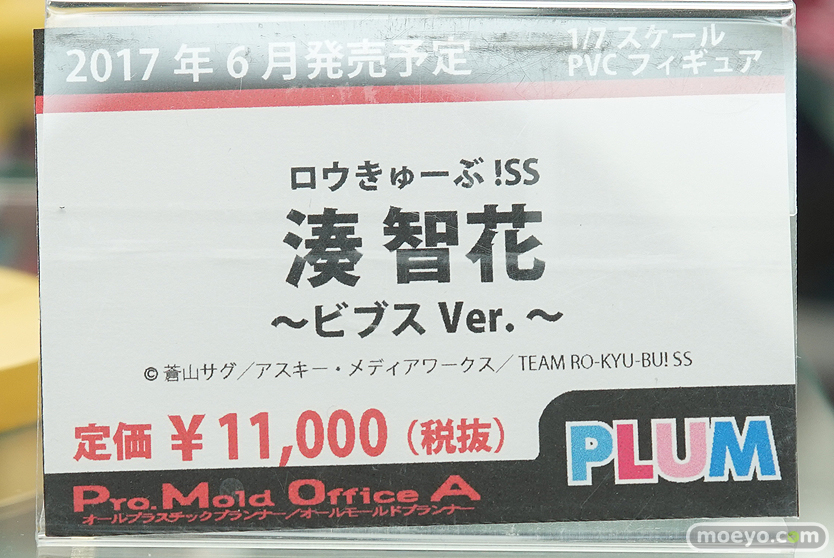 2017年6月発売予定
1/7 スケール
PVC フィギュア
ロウきゅーぶ!SS
湊 智花
～ビブス Ver.～
© 蒼山サグ／アスキー・メディアワークス／ TEAM RO-KYU-BU! SS
定価 ￥11,000（税抜）
PLUM
Pro.Mold Office A
オールプラスチックプランナー／オールモールドプランナー
moeyo.com